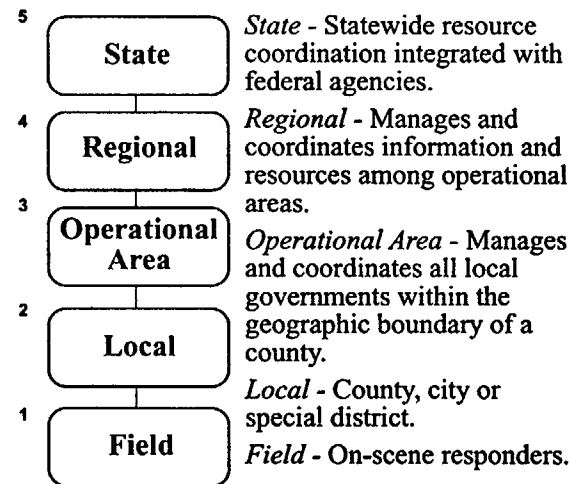 5
State
State - Statewide resource
coordination integrated with
federal agencies.
4
Regional
Regional - Manages and
coordinates information and
resources among operational
areas.
3
Operational
Area
Operational Area - Manages
and coordinates all local
governments within the
geographic boundary of a
county.
2
Local
Local - County, city or
special district.
1
Field
Field - On-scene responders.